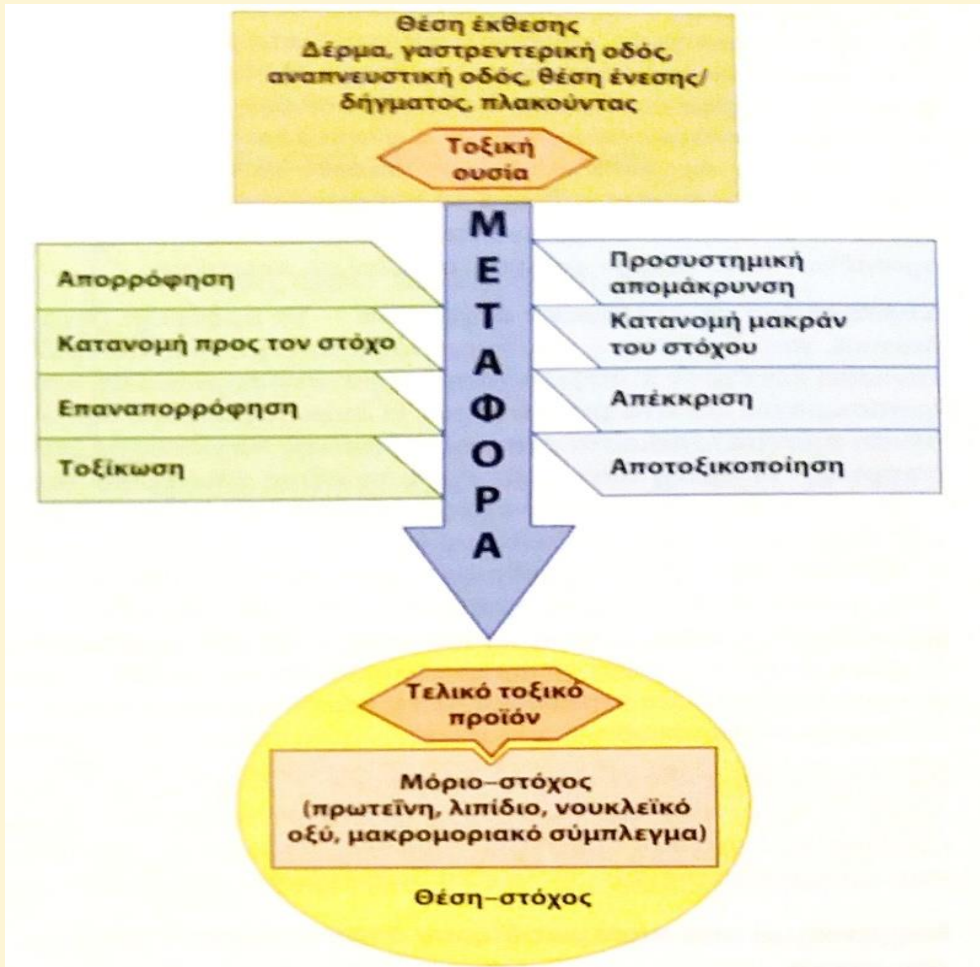 Θέση έκθεσης
Δέρμα, γαστρεντερική οδός,
αναπνευστική οδός, θέση ένεσης/
δήγματος, πλακούντας
Τοξική
ουσία
ΜΕΤΑΦΟΡΑ
Απορρόφηση
Κατανομή προς τον στόχο
Επαναπορρόφηση
Τοξίκωση
Προσυστημική
απομάκρυνση
Κατανομή μακράν
του στόχου
Απέκκριση
Αποτοξικοποίηση
Τελικό τοξικό
προϊόν
Μόριο–στόχος
(πρωτεΐνη, λιπίδιο, νουκλεϊκό
οξύ, μακρομοριακό σύμπλεγμα)
Θέση–στόχος